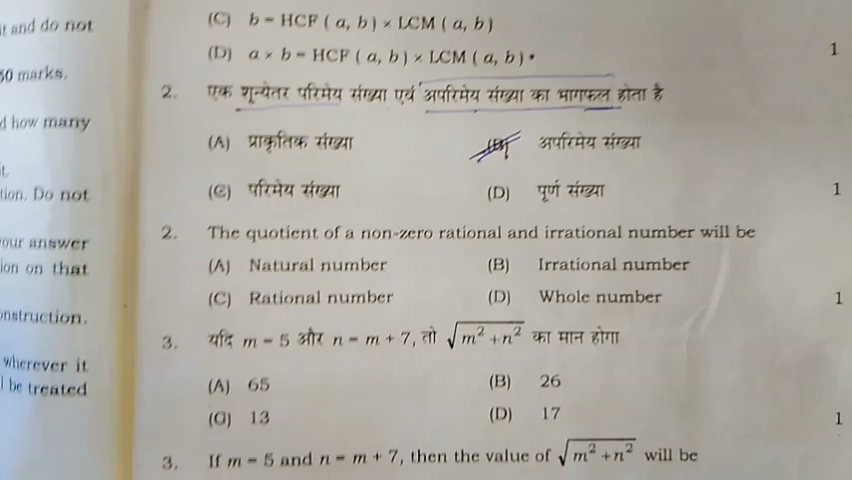 (C) b = HCF ( a, b ) × LCM ( a, b )
it and do not
(D) a × b = HCF ( a, b ) × LCM ( a, b ) •
1
50 marks.
2. एक शून्येतर परिमेय संख्या एवं अपरिमेय संख्या का भागफल होता है
d how many
(A) प्राकृतिक संख्या (B) अपरिमेय संख्या
it.
tion. Do not
(C) परिमेय संख्या (D) पूर्ण संख्या 1
your answer
2. The quotient of a non-zero rational and irrational number will be
ion on that
(A) Natural number (B) Irrational number
(C) Rational number (D) Whole number 1
onstruction.
3. यदि m = 5 और n = m + 7, तो √(m² + n²) का मान होगा
wherever it
l be treated
(A) 65 (B) 26
(C) 13 (D) 17 1
3. If m = 5 and n = m + 7, then the value of √(m² + n²) will be